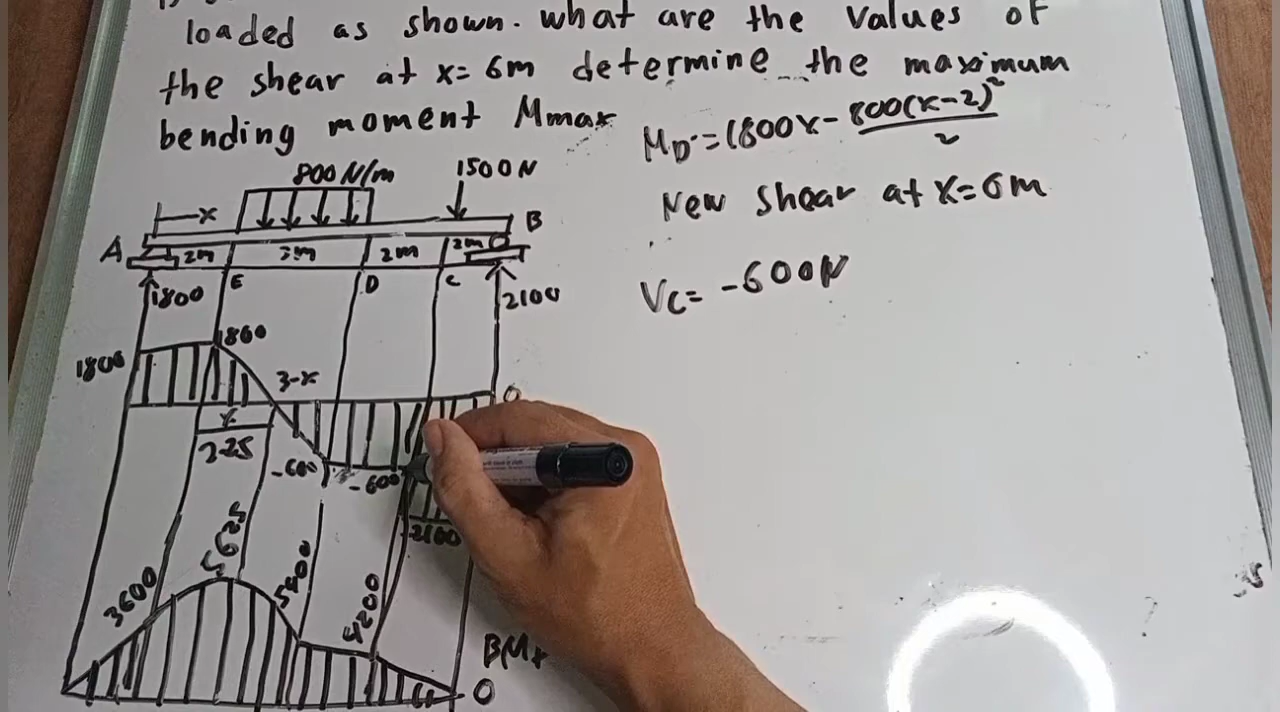 loaded as shown. what are the values of
the shear at x= 6m determine the maximum
bending moment Mmax
MD=1800x- 800(x-2)²
2
New shear at x=6m
Vc= -600N
800 N/m
1500N
x
A
B
2m
3m
2m
2m
E
D
C
1800
2100
1800
1800
3-x
x
2.25
-600
-600
-2100
0
3600
5625
5400
4200
BM
0